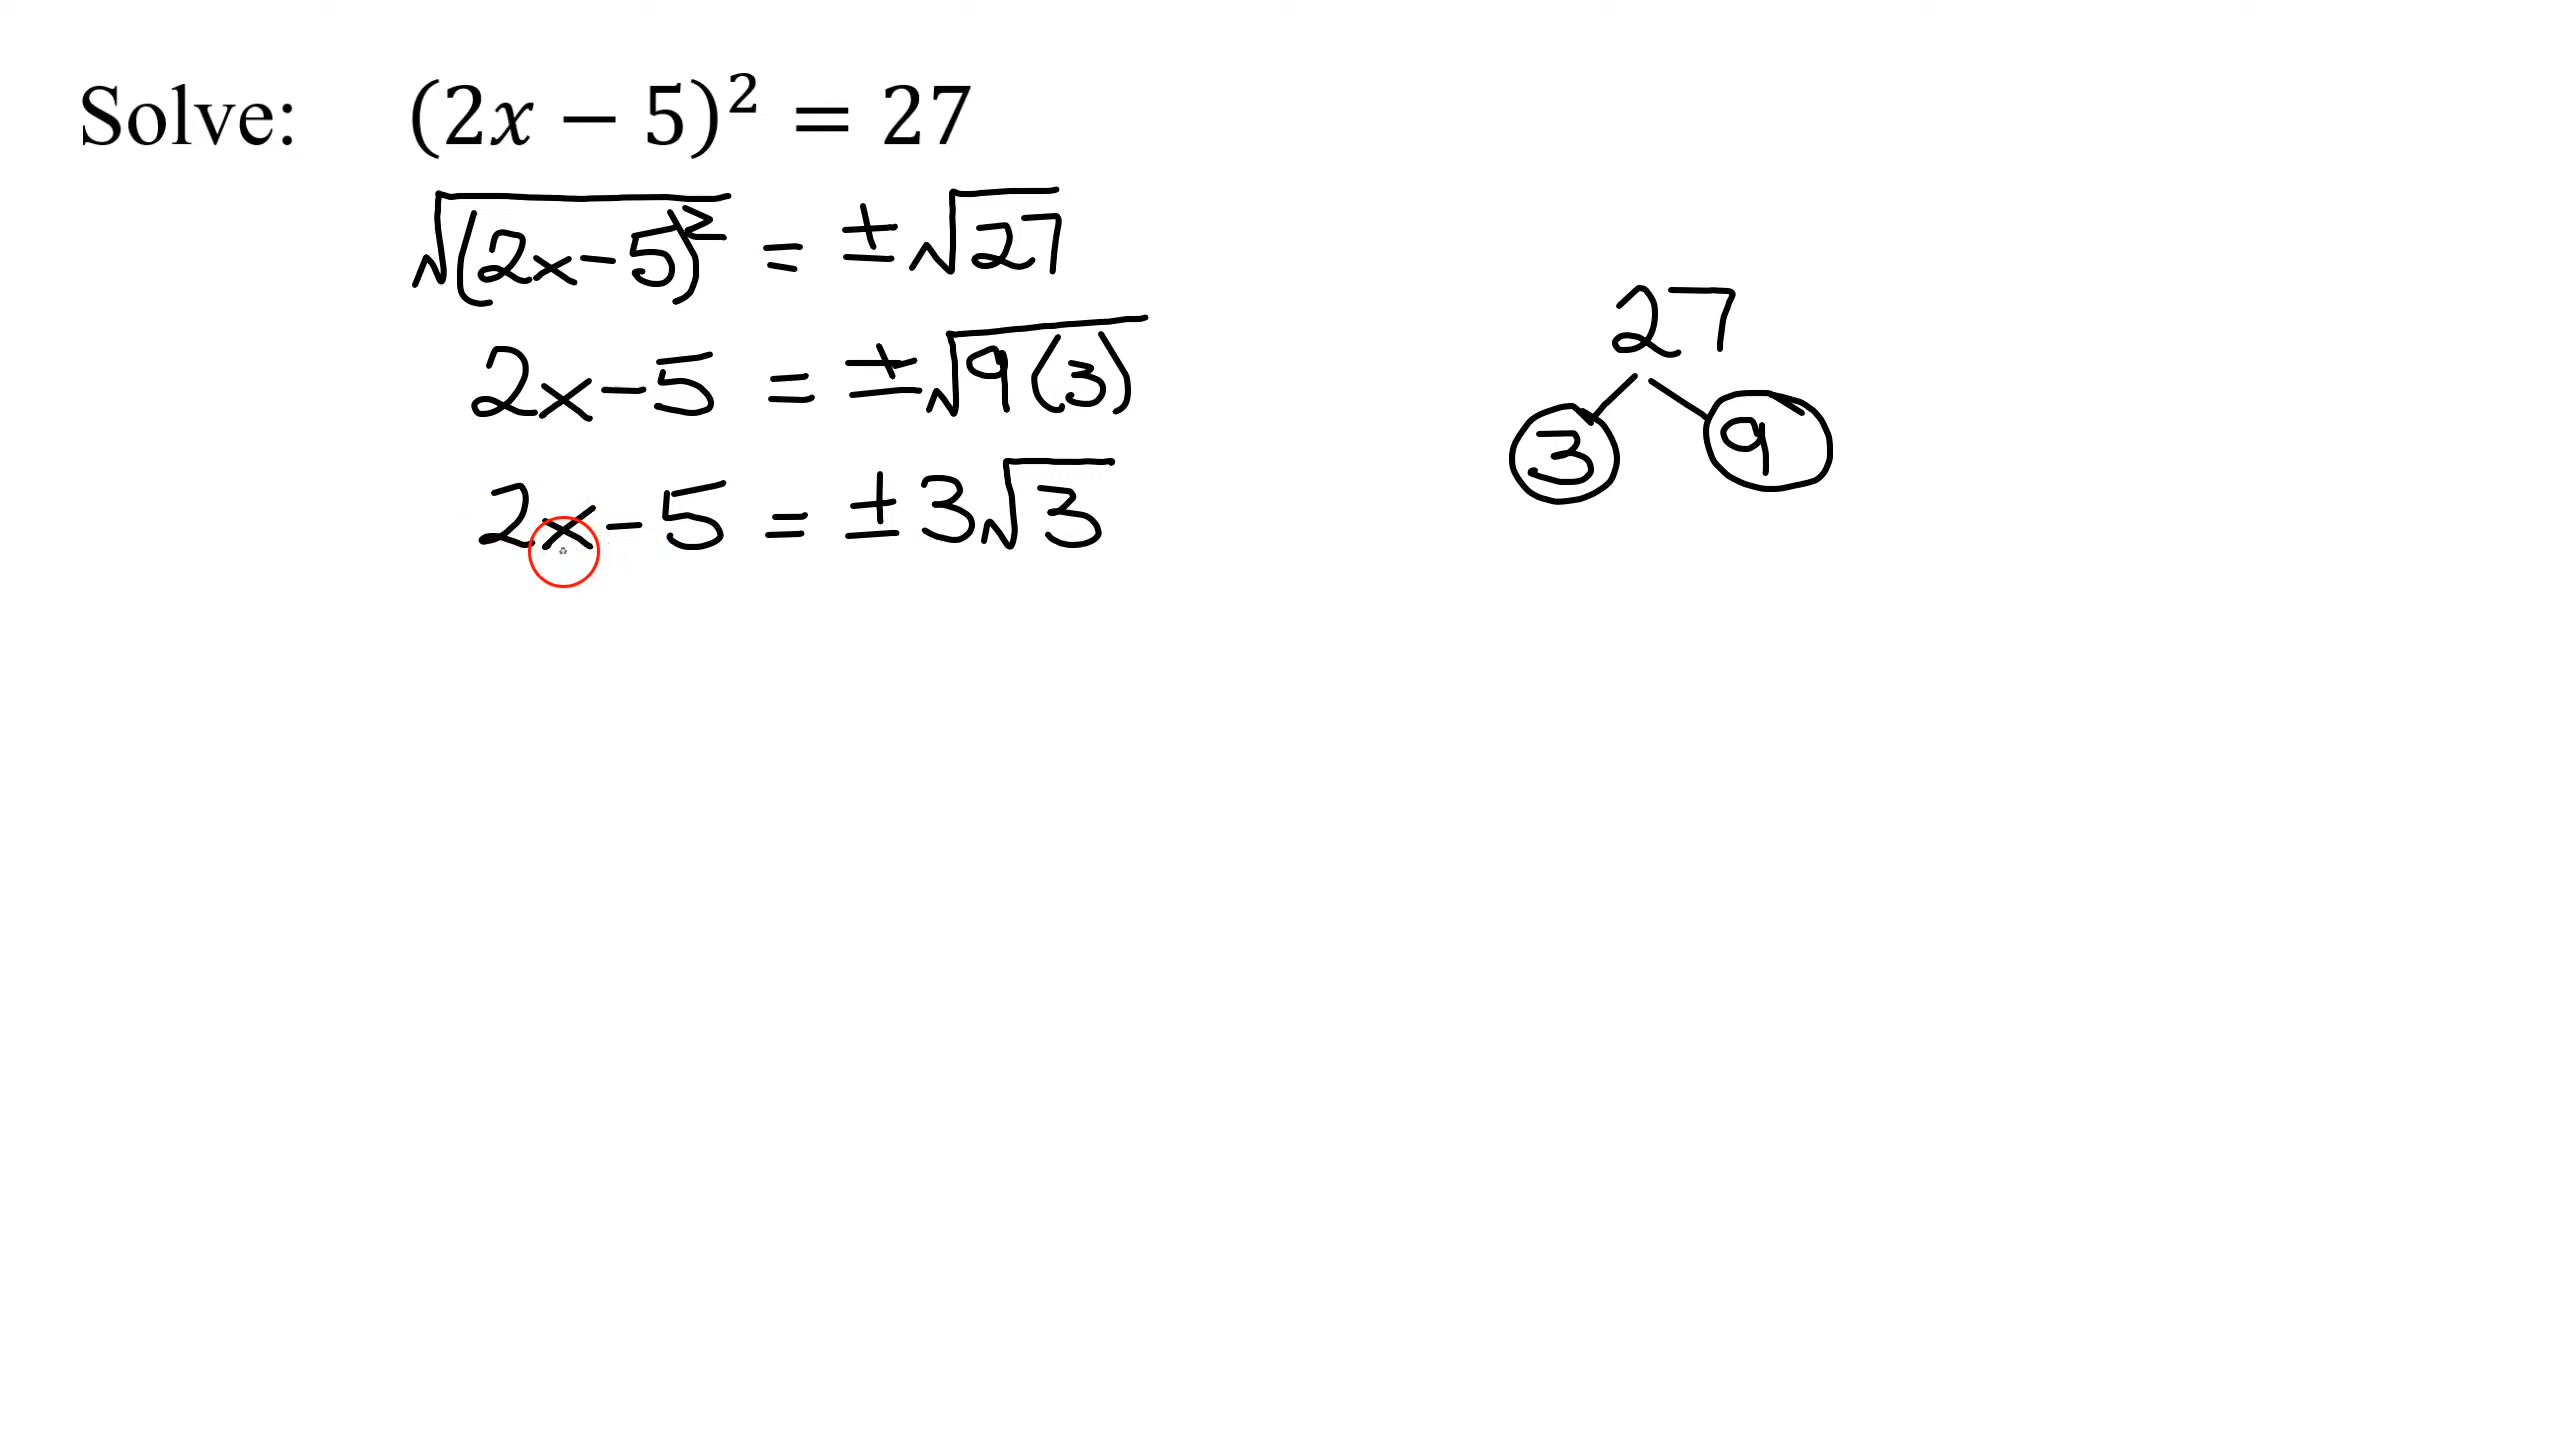 Solve: (2x − 5)² = 27
√(2x−5)² = ±√27
2x−5 = ±√9(3)
2x−5 = ±3√3
27
3 9